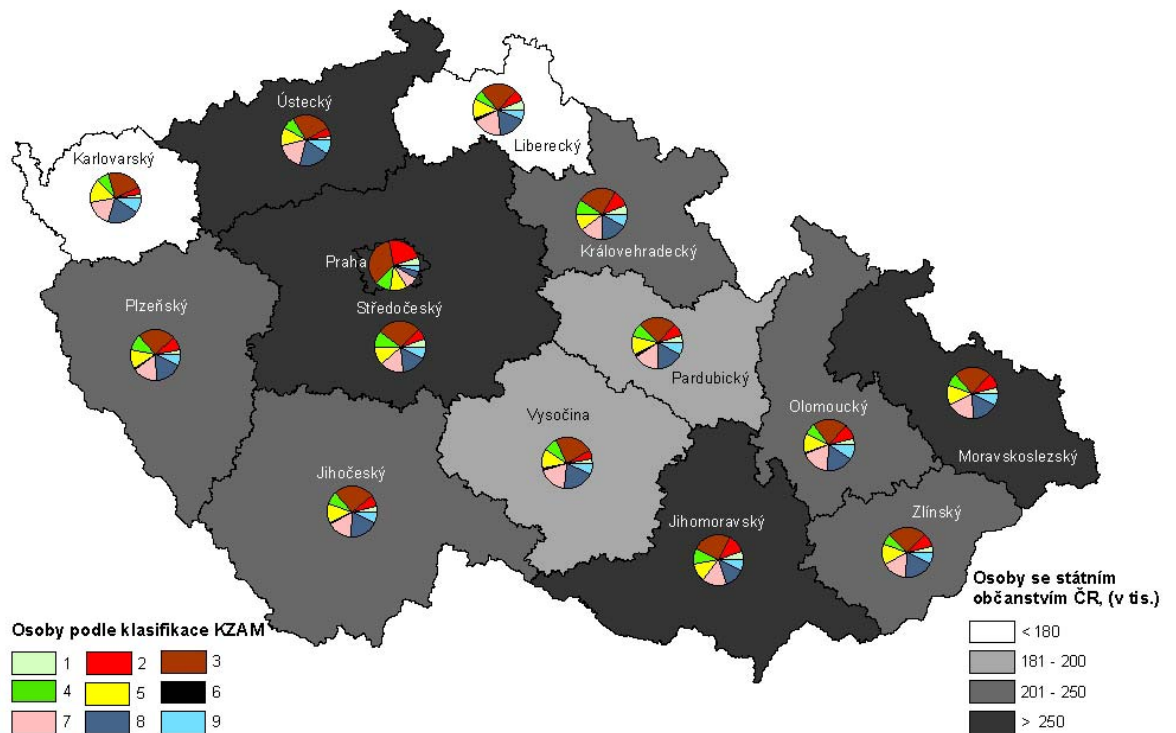 Ústecký
Liberecký
Karlovarský
Královehradecký
Praha
Plzeňský
Středočeský
Pardubický
Vysočina
Olomoucký
Moravskoslezský
Jihočeský
Jihomoravský
Zlínský
Osoby se státním
občanstvím ČR, (v tis.)
< 180
181 - 200
201 - 250
> 250
Osoby podle klasifikace KZAM
1 2 3
4 5 6
7 8 9